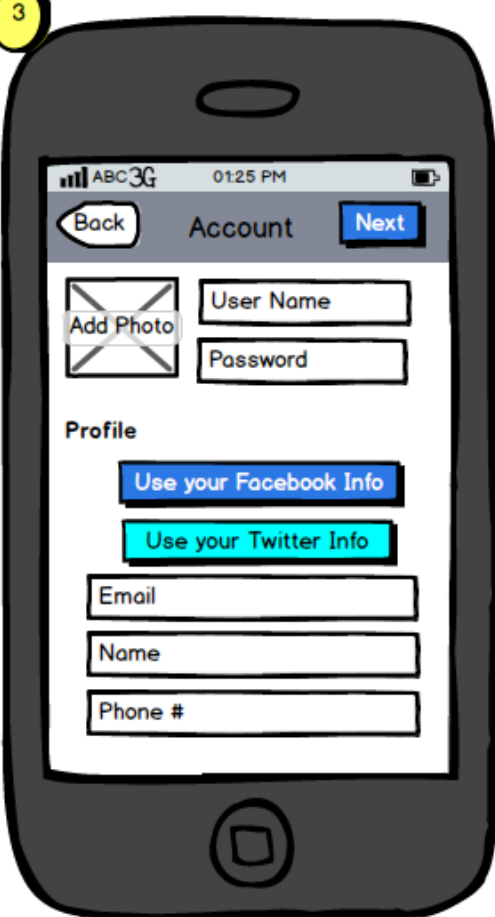 3
ABC 3G 01:25 PM
Back Account Next
Add Photo
User Name
Password
Profile
Use your Facebook Info
Use your Twitter Info
Email
Name
Phone #